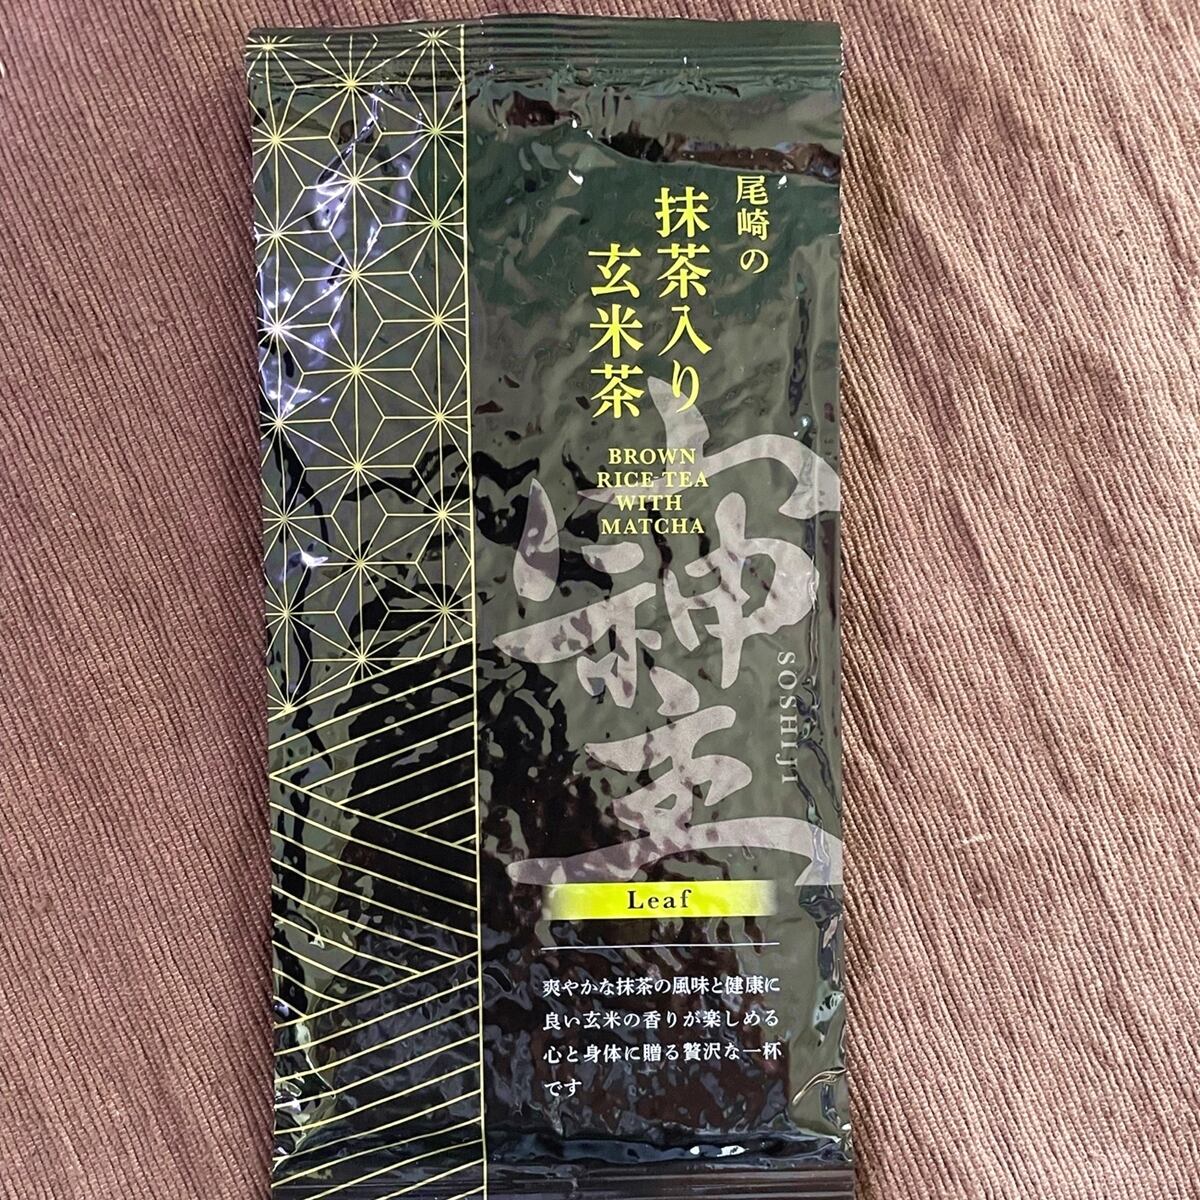 尾崎の
抹茶入り
玄米茶
BROWN
RICE TEA
WITH
MATCHA
SOSHIJI
Leaf
爽やかな抹茶の風味と健康に
良い玄米の香りが楽しめる
心と身体に贈る贅沢な一杯
です